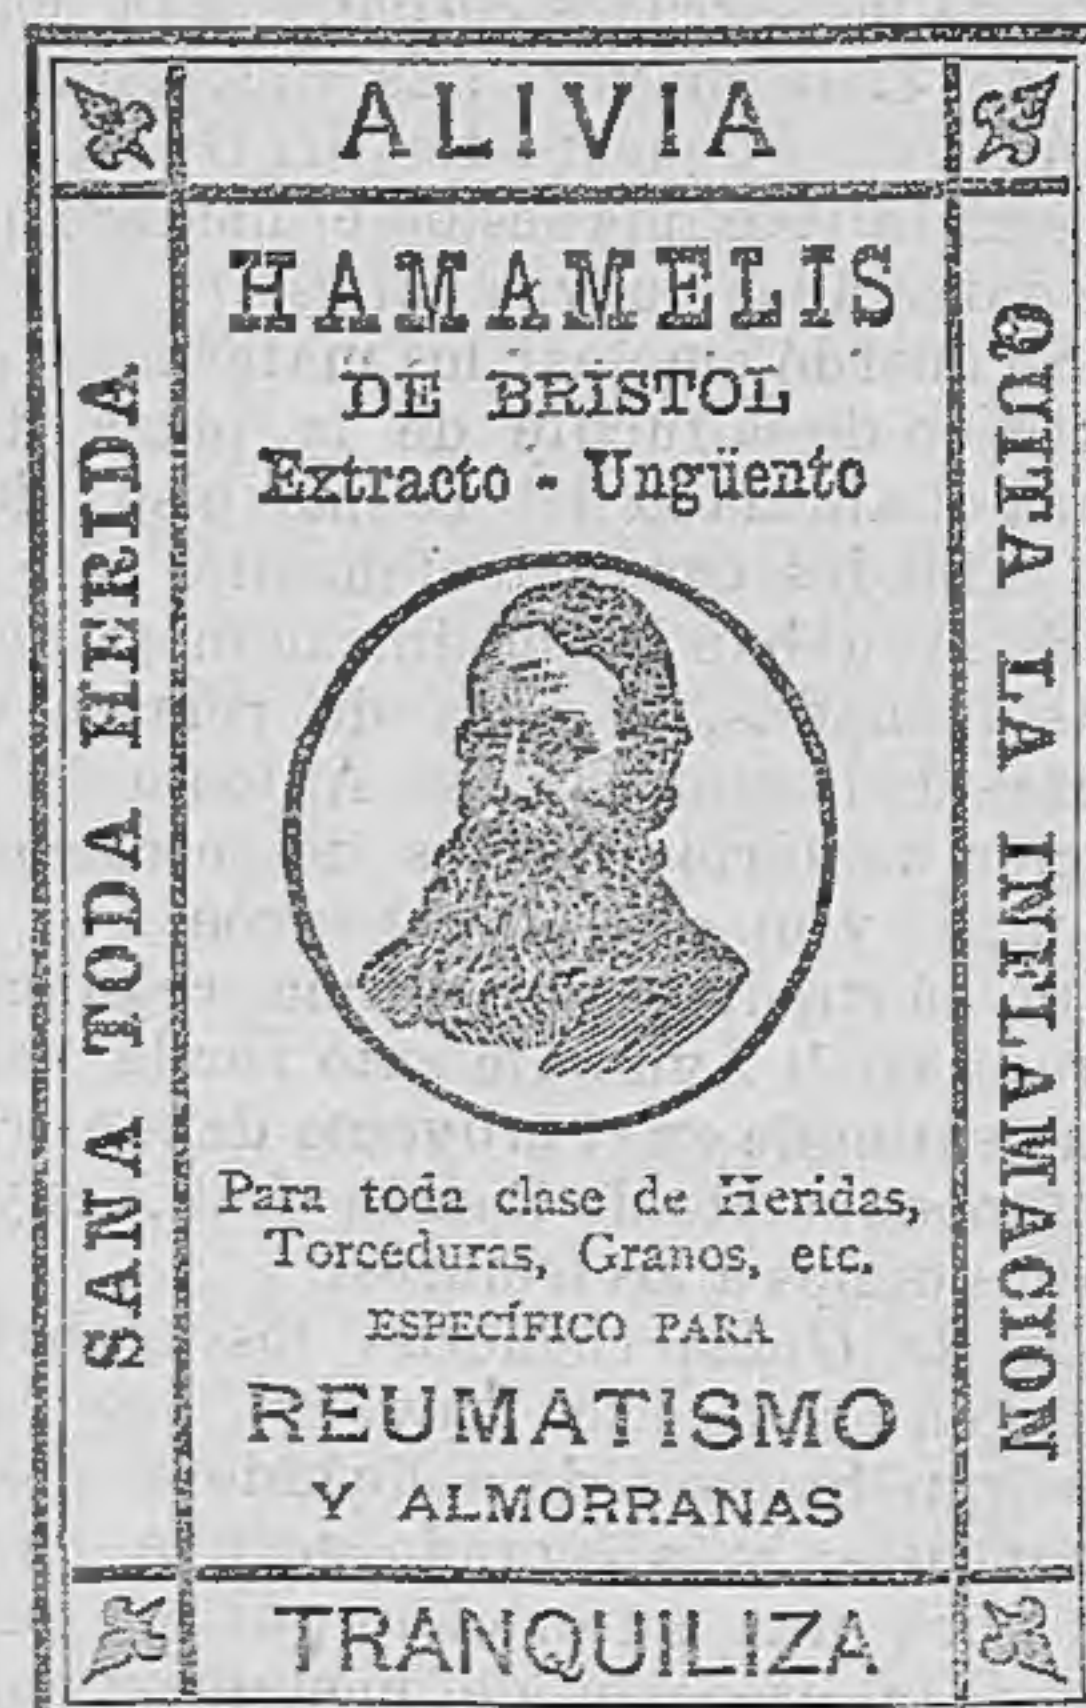 ALIVIA
SANA TODA HERIDA
HAMAMELIS
DE BRISTOL
Extracto - Ungüento
Para toda clase de Heridas,
Torceduras, Granos, etc.
ESPECÍFICO PARA
REUMATISMO
Y ALMORRANAS
QUITA LA INFLAMACION
TRANQUILIZA